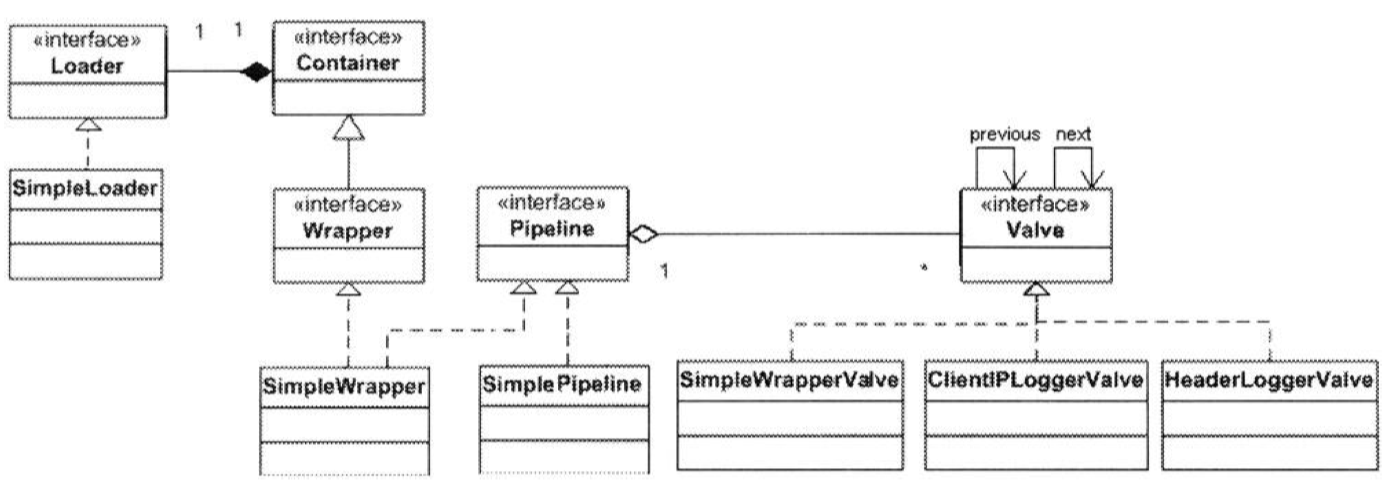 1 1
«interface»
Loader
«interface»
Container
previous next
SimpleLoader
«interface»
Wrapper
«interface»
Pipeline
«interface»
Valve
1 *
SimpleWrapper
SimplePipeline
SimpleWrapperValve
ClientIPLoggerValve
HeaderLoggerValve